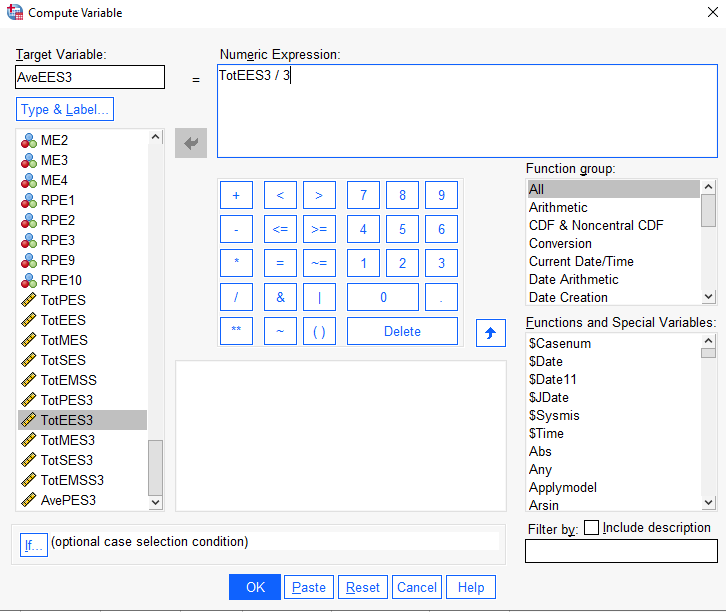 Compute Variable
Target Variable:
AveEES3
=
Numeric Expression:
TotEES3 / 3
Type & Label...
ME2
ME3
ME4
RPE1
RPE2
RPE3
RPE9
RPE10
TotPES
TotEES
TotMES
TotSES
TotEMSS
TotPES3
TotEES3
TotMES3
TotSES3
TotEMSS3
AvePES3
+ < > 7 8 9
- <= >= 4 5 6
* = ~= 1 2 3
/ & | 0 .
** ~ ( ) Delete
Function group:
All
Arithmetic
CDF & Noncentral CDF
Conversion
Current Date/Time
Date Arithmetic
Date Creation
Functions and Special Variables:
$Casenum
$Date
$Date11
$JDate
$Sysmis
$Time
Abs
Any
Applymodel
Arsin
If... (optional case selection condition)
Filter by: Include description
OK Paste Reset Cancel Help